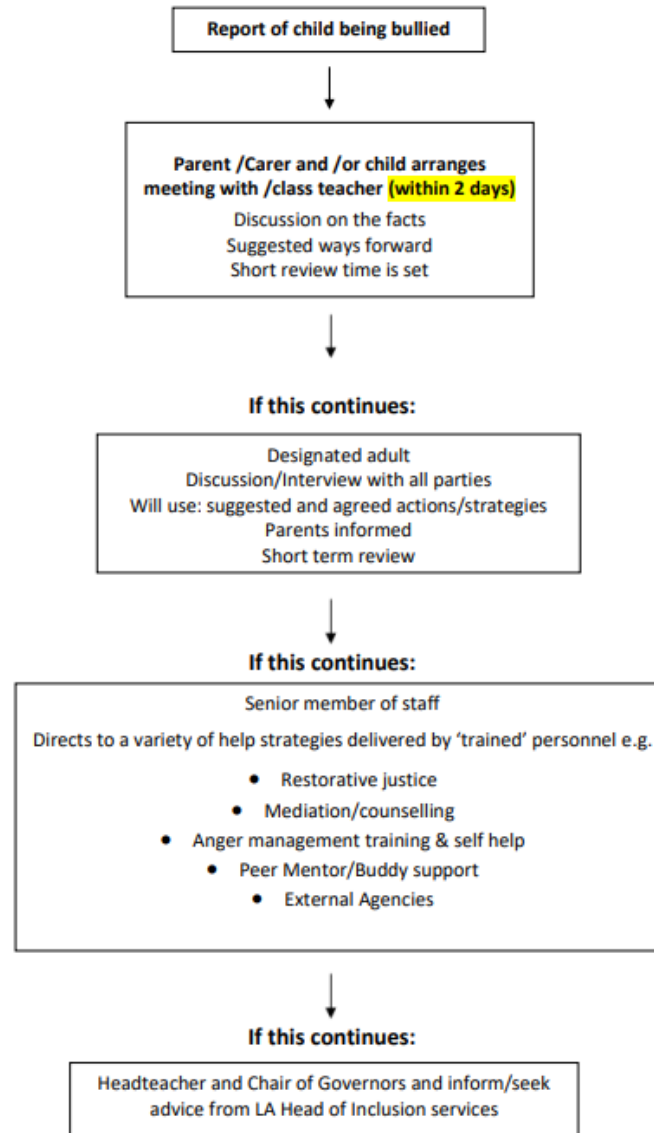 Report of child being bullied
Parent /Carer and /or child arranges
meeting with /class teacher (within 2 days)
Discussion on the facts
Suggested ways forward
Short review time is set
If this continues:
Designated adult
Discussion/Interview with all parties
Will use: suggested and agreed actions/strategies
Parents informed
Short term review
If this continues:
Senior member of staff
Directs to a variety of help strategies delivered by ‘trained’ personnel e.g.
● Restorative justice
● Mediation/counselling
● Anger management training & self help
● Peer Mentor/Buddy support
● External Agencies
If this continues:
Headteacher and Chair of Governors and inform/seek
advice from LA Head of Inclusion services